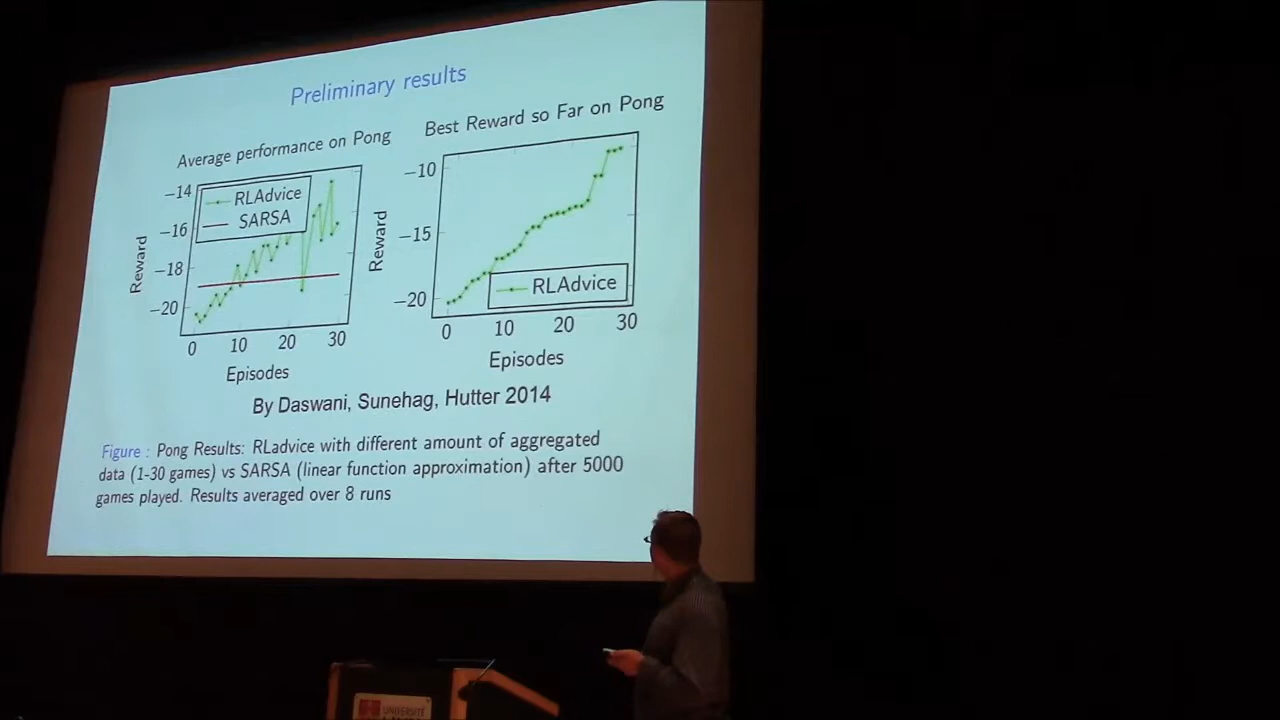 Preliminary results
Average performance on Pong
Best Reward so Far on Pong
−14
−16
−18
−20
Reward
RLAdvice
SARSA
0
10
20
30
Episodes
−10
−15
−20
Reward
RLAdvice
0
10
20
30
Episodes
By Daswani, Sunehag, Hutter 2014
Figure : Pong Results: RLadvice with different amount of aggregated
data (1-30 games) vs SARSA (linear function approximation) after 5000
games played. Results averaged over 8 runs
UNIVERSITÉ